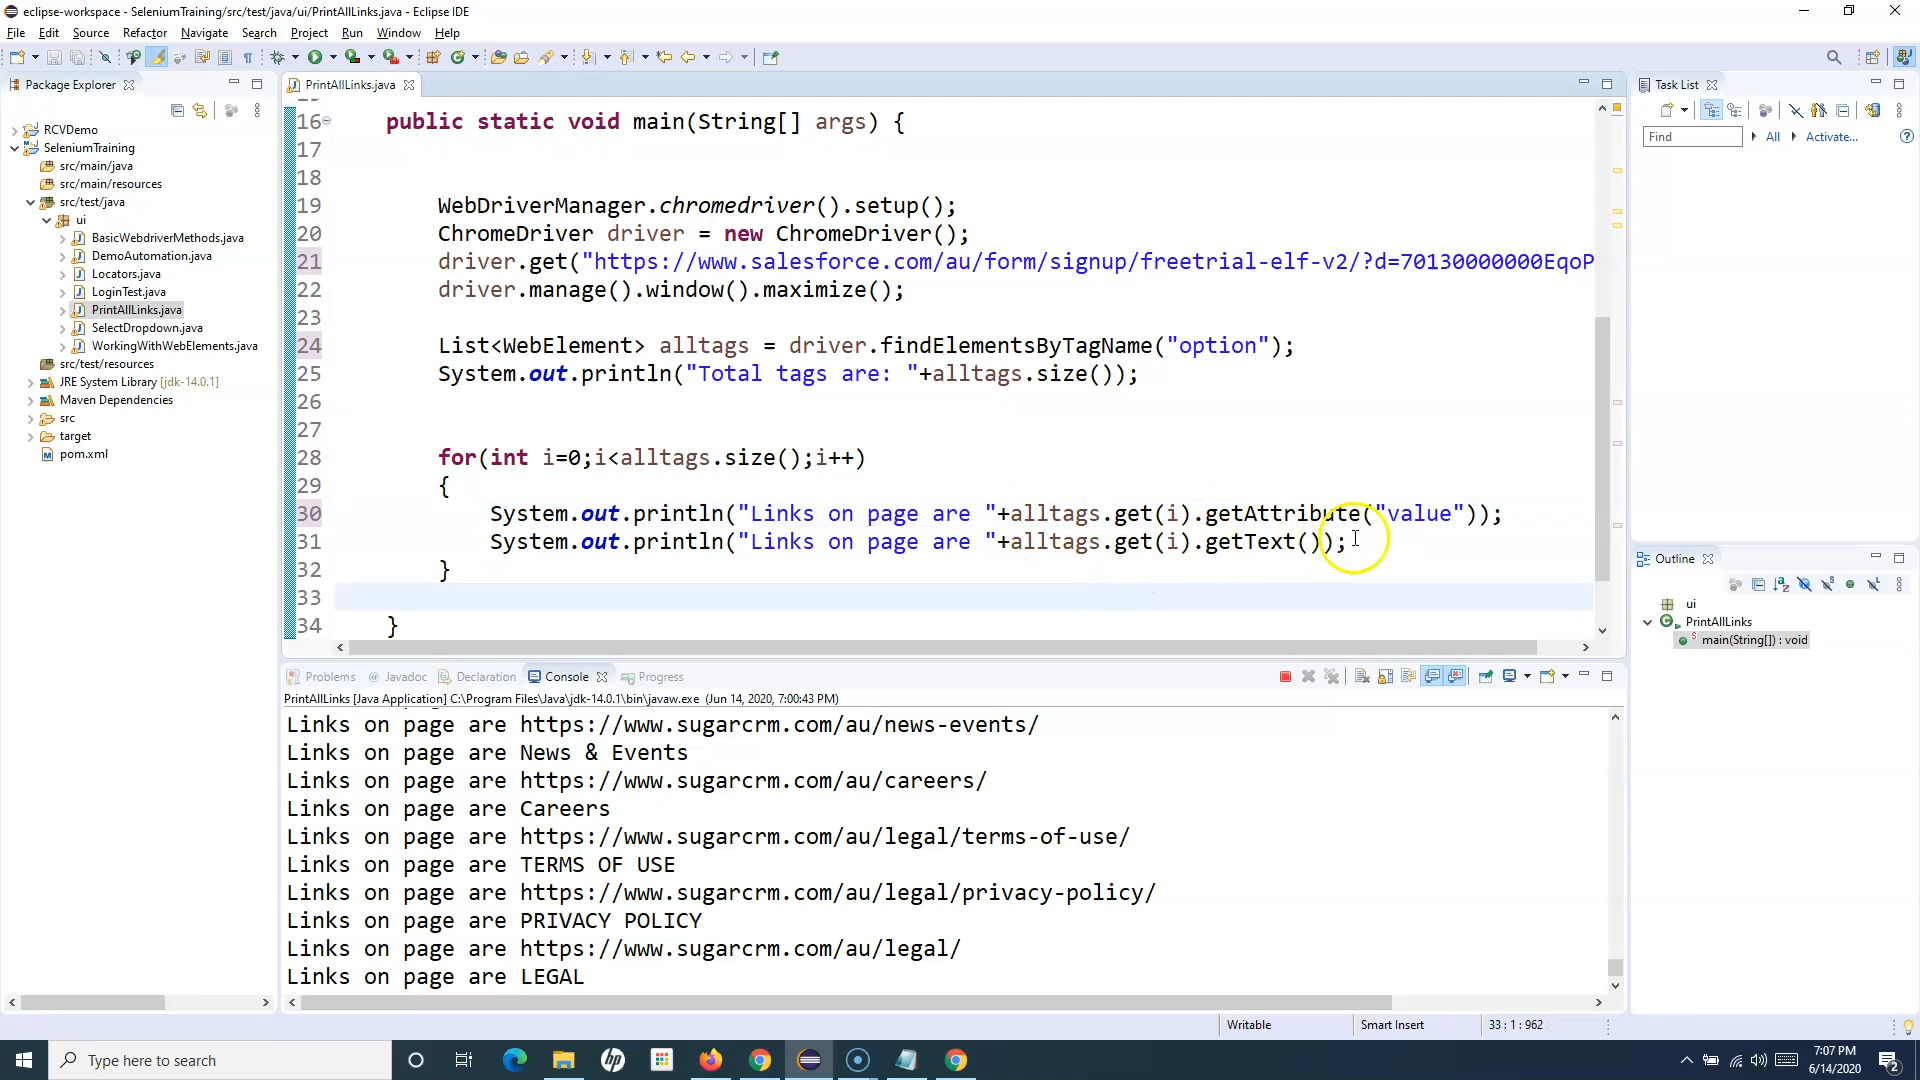 eclipse-workspace - SeleniumTraining/src/test/java/ui/PrintAllLinks.java - Eclipse IDE
File Edit Source Refactor Navigate Search Project Run Window Help
Package Explorer
RCVDemo
SeleniumTraining
src/main/java
src/main/resources
src/test/java
ui
BasicWebdriverMethods.java
DemoAutomation.java
Locators.java
LoginTest.java
PrintAllLinks.java
SelectDropdown.java
WorkingWithWebElements.java
src/test/resources
JRE System Library [jdk-14.0.1]
Maven Dependencies
src
target
pom.xml
PrintAllLinks.java
16 public static void main(String[] args) {
17
18
19 WebDriverManager.chromedriver().setup();
20 ChromeDriver driver = new ChromeDriver();
21 driver.get("https://www.salesforce.com/au/form/signup/freetrial-elf-v2/?d=70130000000EqoP
22 driver.manage().window().maximize();
23
24 List<WebElement> alltags = driver.findElementsByTagName("option");
25 System.out.println("Total tags are: "+alltags.size());
26
27
28 for(int i=0;i<alltags.size();i++)
29 {
30 System.out.println("Links on page are "+alltags.get(i).getAttribute("value"));
31 System.out.println("Links on page are "+alltags.get(i).getText());
32 }
33
34 }
Problems Javadoc Declaration Console Progress
PrintAllLinks [Java Application] C:\Program Files\Java\jdk-14.0.1\bin\javaw.exe (Jun 14, 2020, 7:00:43 PM)
Links on page are https://www.sugarcrm.com/au/news-events/
Links on page are News & Events
Links on page are https://www.sugarcrm.com/au/careers/
Links on page are Careers
Links on page are https://www.sugarcrm.com/au/legal/terms-of-use/
Links on page are TERMS OF USE
Links on page are https://www.sugarcrm.com/au/legal/privacy-policy/
Links on page are PRIVACY POLICY
Links on page are https://www.sugarcrm.com/au/legal/
Links on page are LEGAL
Task List
Find All Activate...
Outline
ui
PrintAllLinks
main(String[]) : void
Writable Smart Insert 33 : 1 : 962
Type here to search
7:07 PM
6/14/2020
2